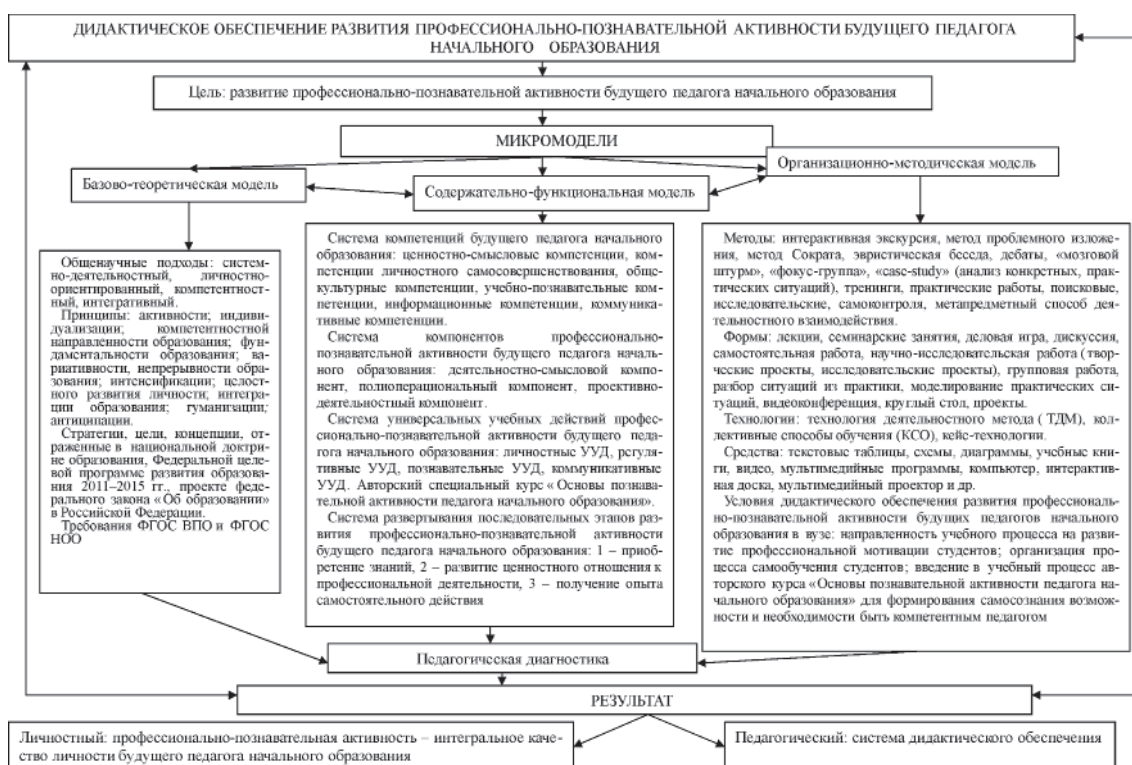 ДИДАКТИЧЕСКОЕ ОБЕСПЕЧЕНИЕ РАЗВИТИЯ ПРОФЕССИОНАЛЬНО-ПОЗНАВАТЕЛЬНОЙ АКТИВНОСТИ БУДУЩЕГО ПЕДАГОГА
НАЧАЛЬНОГО ОБРАЗОВАНИЯ
Цель: развитие профессионально-познавательной активности будущего педагога начального образования
МИКРОМОДЕЛИ
Базово-теоретическая модель
Содержательно-функциональная модель
Организационно-методическая модель
Общенаучные подходы: систем-
но-деятельностный, личностно-
ориентированный, компетентност-
ный, интегративный.
Принципы: активности; индиви-
дуализации; компетентностной
направленности образования; фун-
даментальности образования; ва-
риативности, непрерывности обра-
зования; интенсификации; целост-
ного развития личности; интегра-
ции образования; гуманизации;
антиципации.
Стратегии, цели, концепции, от-
раженные в национальной доктри-
не образования, Федеральной целе-
вой программе развития образования
2011–2015 гг., проекте феде-
рального закона «Об образовании»
в Российской Федерации.
Требования ФГОС ВПО и ФГОС
НОО
Система компетенций будущего педагога начального
образования: ценностно-смысловые компетенции, ком-
петенции личностного самосовершенствования, обще-
культурные компетенции, учебно-познавательные ком-
петенции, информационные компетенции, коммуника-
тивные компетенции.
Система компонентов профессионально-
познавательной активности будущего педагога началь-
ного образования: деятельностно-смысловой компо-
нент, полиоперациональный компонент, проективно-
деятельностный компонент.
Система универсальных учебных действий профес-
сионально-познавательной активности будущего педа-
гога начального образования: личностные УУД, регу-
лятивные УУД, познавательные УУД, коммуникативные
УУД. Авторский специальный курс «Основы познава-
тельной активности педагога начального образования».
Система развертывания последовательных этапов раз-
вития профессионально-познавательной активности
будущего педагога начального образования: 1 – приоб-
ретение знаний, 2 – развитие ценностного отношения к
профессиональной деятельности, 3 – получение опыта
самостоятельного действия
Методы: интерактивная экскурсия, метод проблемного изложе-
ния, метод Сократа, эвристическая беседа, дебаты, «мозговой
штурм», «фокус-группа», «case-study» (анализ конкретных, прак-
тических ситуаций), тренинги, практические работы, поисковые,
исследовательские, самоконтроля, метапредметный способ дея-
тельностного взаимодействия.
Формы: лекции, семинарские занятия, деловая игра, дискуссия,
самостоятельная работа, научно-исследовательская работа (твор-
ческие проекты, исследовательские проекты), групповая работа,
разбор ситуаций из практики, моделирование практических си-
туаций, видеоконференция, круглый стол, проекты.
Технологии: технология деятельностного метода ( ТДМ), кол-
лективные способы обучения (КСО), кейс-технологии.
Средства: текстовые таблицы, схемы, диаграммы, учебные кни-
ги, видео, мультимедийные программы, компьютер, интерактив-
ная доска, мультимедийный проектор и др.
Условия дидактического обеспечения развития профессиональ-
но-познавательной активности будущих педагогов начального
образования в вузе: направленность учебного процесса на разви-
тие профессиональной мотивации студентов; организация про-
цесса самообучения студентов; введение в учебный процесс ав-
торского курса «Основы познавательной активности педагога на-
чального образования» для формирования самосознания возможнос-
ти и необходимости быть компетентным педагогом
Педагогическая диагностика
РЕЗУЛЬТАТ
Личностный: профессионально-познавательная активность – интегральное каче-
ство личности будущего педагога начального образования
Педагогический: система дидактического обеспечения